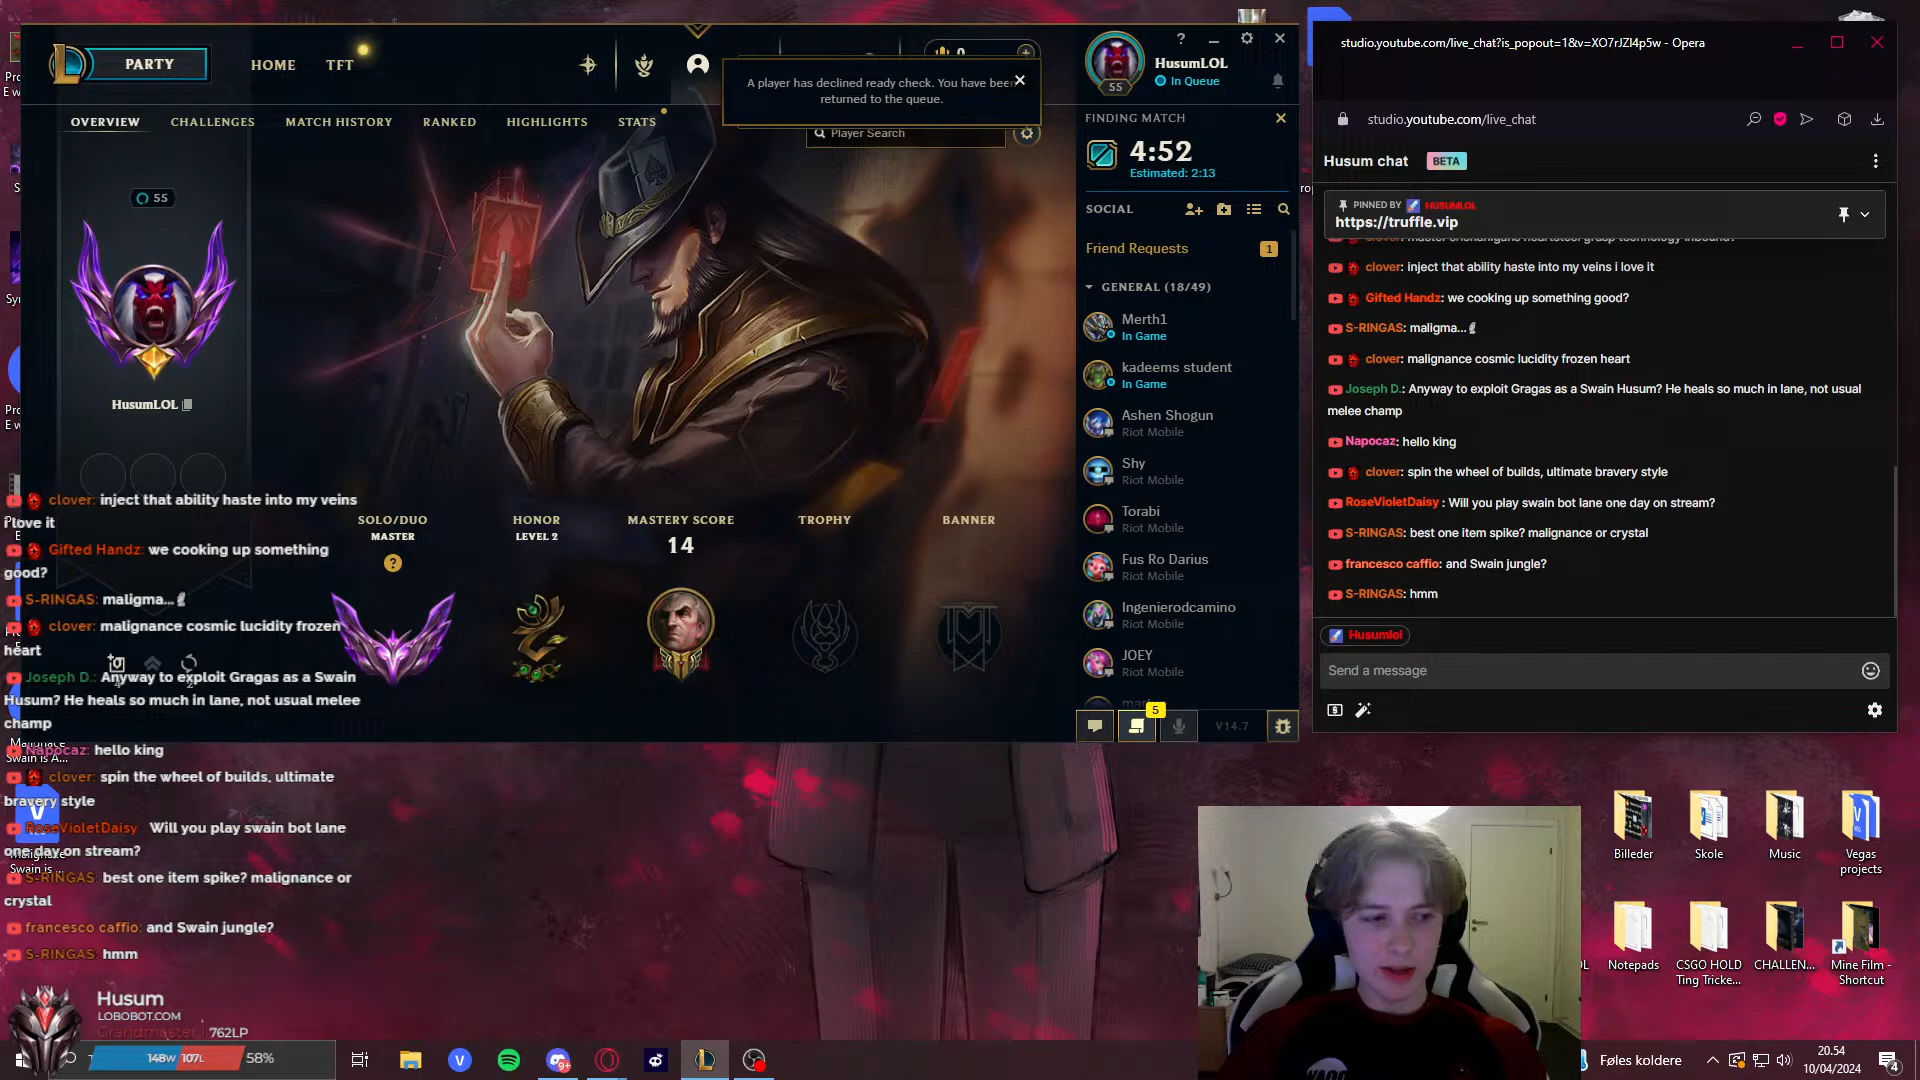 PARTY
HOME
TFT
0
A player has declined ready check. You have been
returned to the queue.
?
HusumLOL
In Queue
55
OVERVIEW
CHALLENGES
MATCH HISTORY
RANKED
HIGHLIGHTS
STATS
Player Search
FINDING MATCH
4:52
Estimated: 2:13
SOCIAL
Friend Requests
1
GENERAL (18/49)
Merth1
In Game
kadeems student
In Game
Ashen Shogun
Riot Mobile
Shy
Riot Mobile
Torabi
Riot Mobile
Fus Ro Darius
Riot Mobile
Ingenierodcamino
Riot Mobile
JOEY
Riot Mobile
5
V14.7
55
HusumLOL
SOLO/DUO
MASTER
?
HONOR
LEVEL 2
MASTERY SCORE
14
TROPHY
BANNER
clover: inject that ability haste into my veins
i love it
Gifted Handz: we cooking up something
good?
S-RINGAS: maligma...
clover: malignance cosmic lucidity frozen
heart
Joseph D.: Anyway to exploit Gragas as a Swain
Husum? He heals so much in lane, not usual melee
champ
Napocaz: hello king
clover: spin the wheel of builds, ultimate
bravery style
RoseVioletDaisy Will you play swain bot lane
one day on stream?
S-RINGAS: best one item spike? malignance or
crystal
francesco caffio: and Swain jungle?
S-RINGAS: hmm
Husum
LOBOBOT.COM
Grandmaster | 762LP
148W 107L 58%
studio.youtube.com/live_chat?is_popout=1&v=XO7rJZl4p5w - Opera
studio.youtube.com/live_chat
Husum chat
BETA
PINNED BY HUSUMLOL
https://truffle.vip
clover: inject that ability haste into my veins i love it
Gifted Handz: we cooking up something good?
S-RINGAS: maligma...
clover: malignance cosmic lucidity frozen heart
Joseph D.: Anyway to exploit Gragas as a Swain Husum? He heals so much in lane, not usual
melee champ
Napocaz: hello king
clover: spin the wheel of builds, ultimate bravery style
RoseVioletDaisy : Will you play swain bot lane one day on stream?
S-RINGAS: best one item spike? malignance or crystal
francesco caffio: and Swain jungle?
S-RINGAS: hmm
Husumlol
Send a message
Billeder
Skole
Music
Vegas
projects
Notepads
CSGO HOLD
Ting Tricke...
CHALLEN...
Mine Film -
Shortcut
Føles koldere
20.54
10/04/2024
4